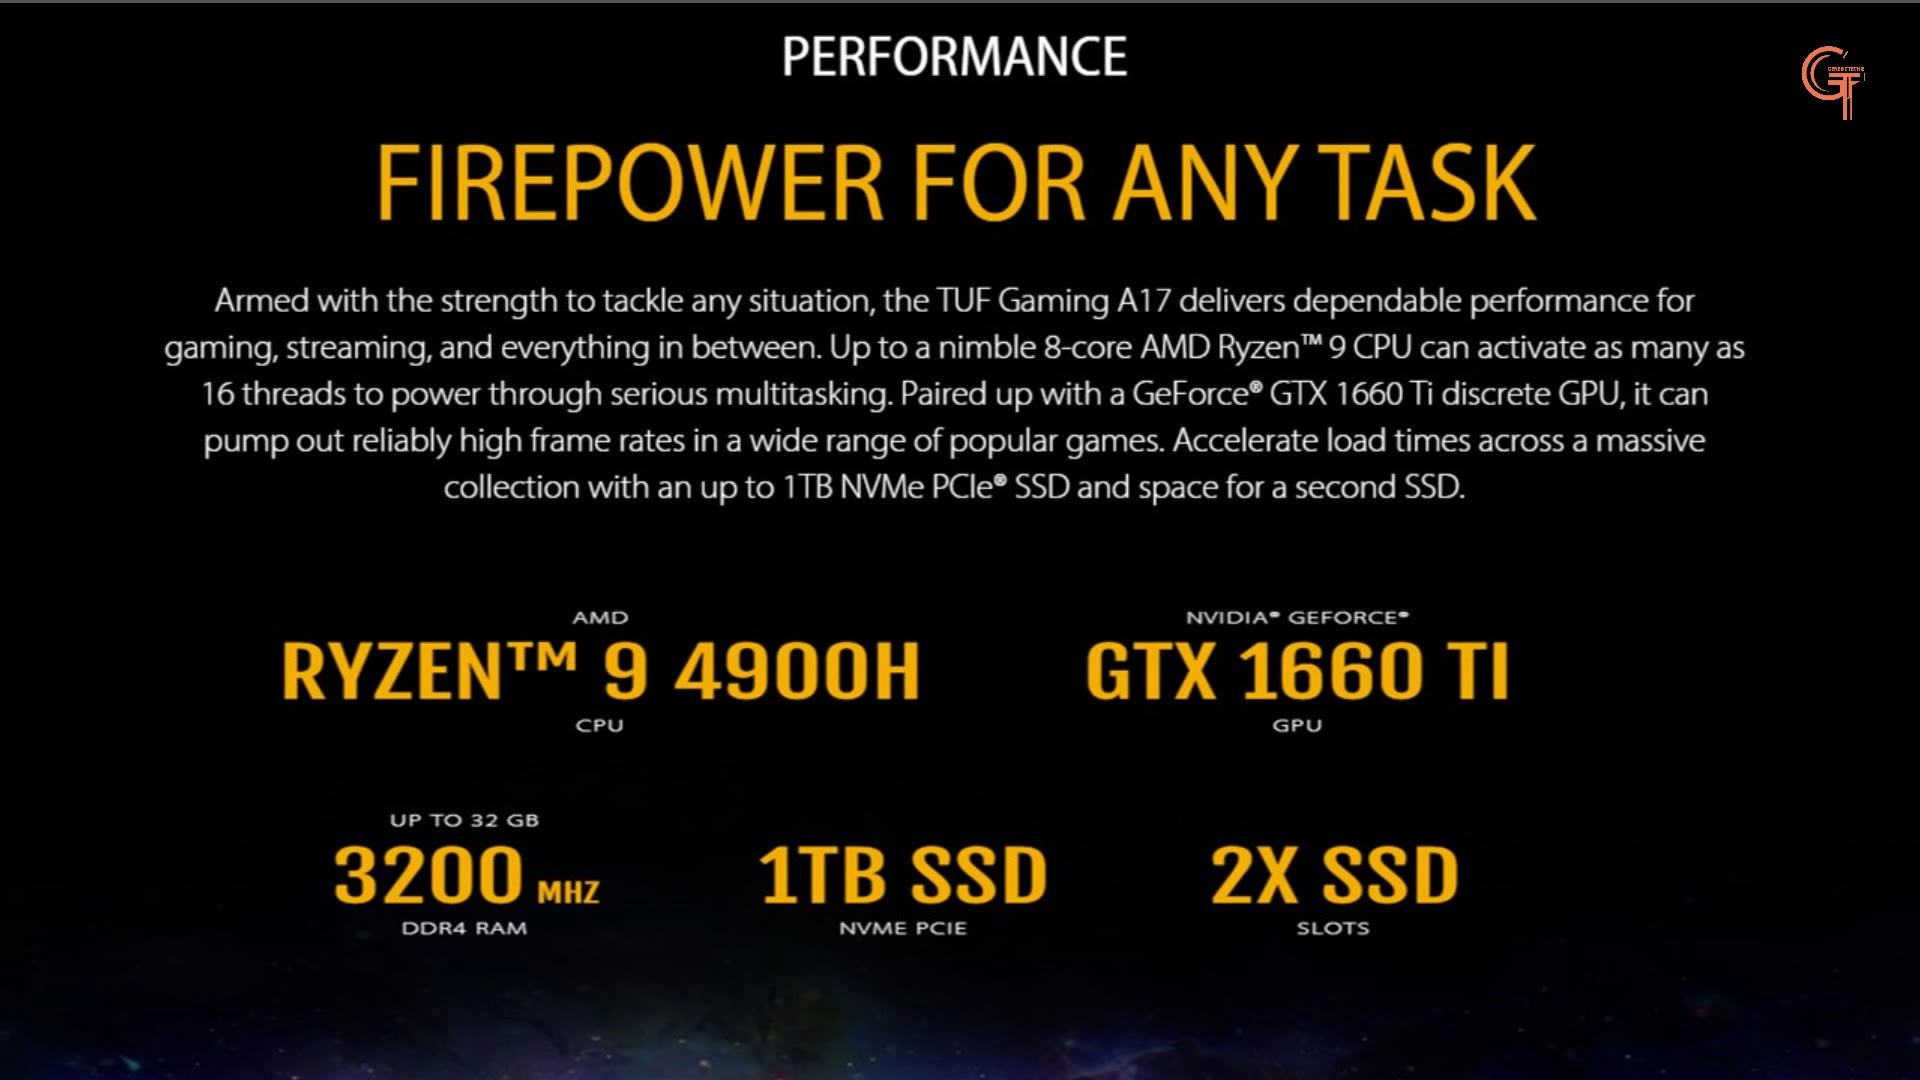 PERFORMANCE
FIREPOWER FOR ANY TASK
Armed with the strength to tackle any situation, the TUF Gaming A17 delivers dependable performance for
gaming, streaming, and everything in between. Up to a nimble 8-core AMD Ryzen™ 9 CPU can activate as many as
16 threads to power through serious multitasking. Paired up with a GeForce® GTX 1660 Ti discrete GPU, it can
pump out reliably high frame rates in a wide range of popular games. Accelerate load times across a massive
collection with an up to 1TB NVMe PCIe® SSD and space for a second SSD.
AMD
RYZEN™ 9 4900H
CPU
NVIDIA® GEFORCE®
GTX 1660 TI
GPU
UP TO 32 GB
3200 MHZ
DDR4 RAM
1TB SSD
NVME PCIE
2X SSD
SLOTS